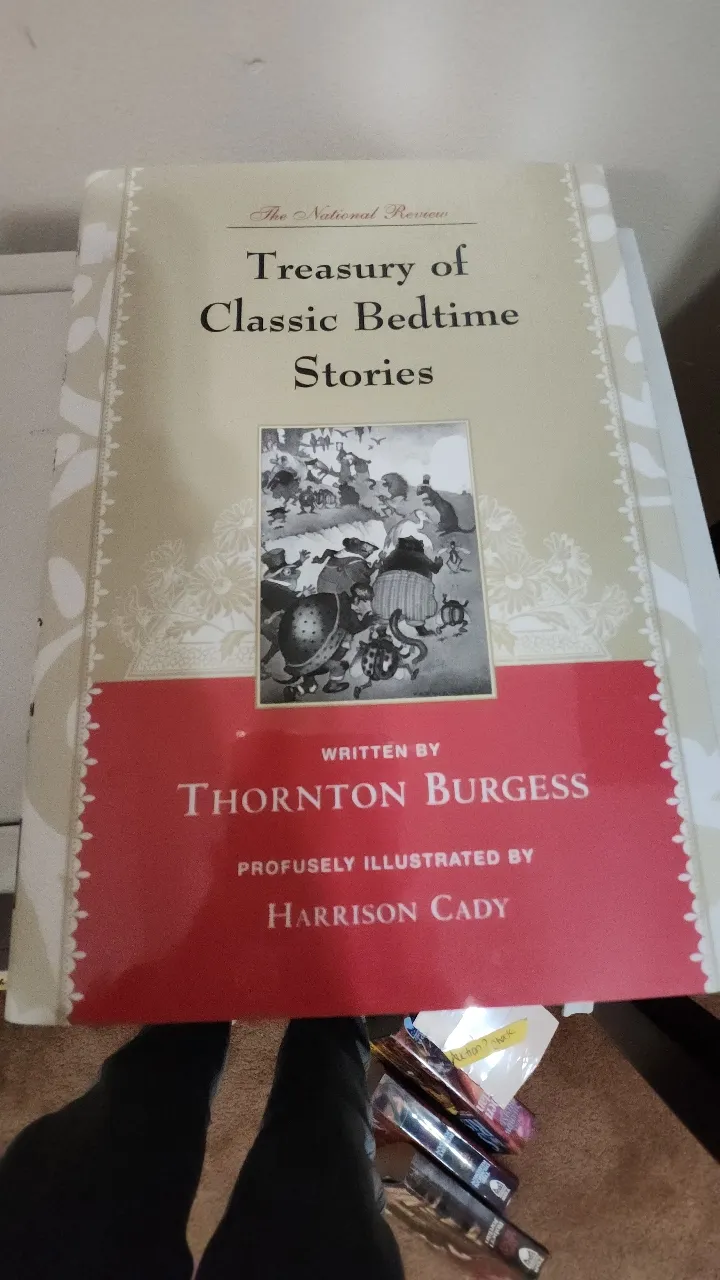 The National Review
Treasury of
Classic Bedtime
Stories
WRITTEN BY
THORNTON BURGESS
PROFUSELY ILLUSTRATED BY
HARRISON CADY